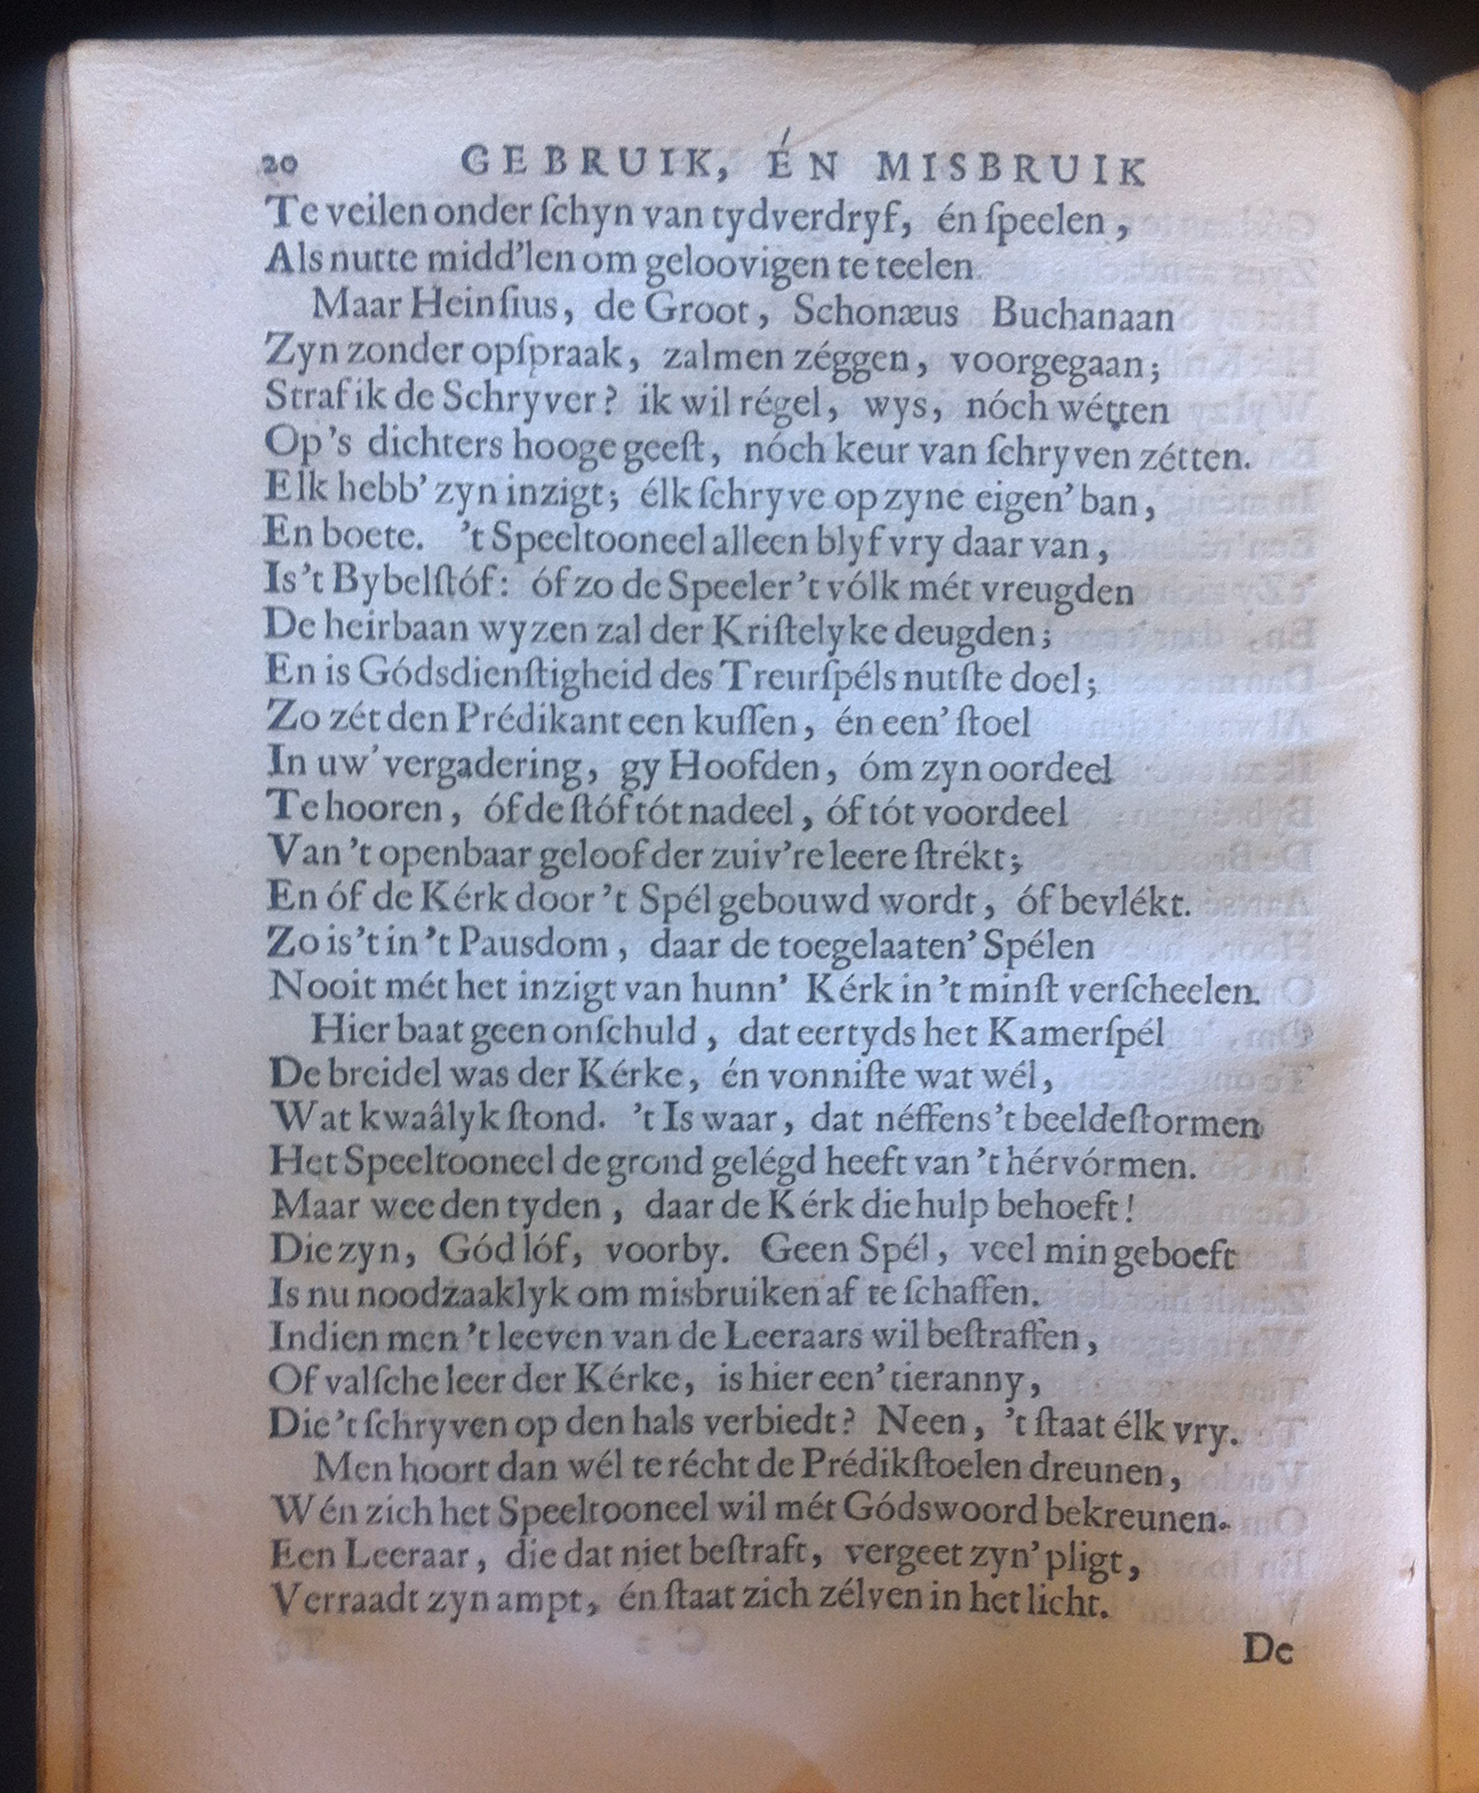 20 GEBRUIK, ÉN MISBRUIK
Te veilen onder ſchyn van tydverdryf, én ſpeelen,
Als nutte midd'len om geloovigen te teelen.
Maar Heinſius, de Groot, Schonæus Buchanaan
Zyn zonder opſpraak, zalmen zéggen, voorgegaan;
Straf ik de Schryver? ik wil régel, wys, nóch wétten
Op 's dichters hooge geeſt, nóch keur van ſchryven zétten.
Elk hebb' zyn inzigt; élk ſchryve op zyne eigen' ban,
En boete. 't Speeltooneel alleen blyf vry daar van,
Is 't Bybelſtóf: óf zo de Speeler 't vólk mét vreugden
De heirbaan wyzen zal der Kriſtelyke deugden;
En is Gódsdienſtigheid des Treurſpéls nutſte doel;
Zo zét den Prédikant een kuſſen, én een' ſtoel
In uw' vergadering, gy Hoofden, óm zyn oordeel
Te hooren, óf de ſtóf tót nadeel, óf tót voordeel
Van 't openbaar geloof der zuiv're leere ſtrékt;
En óf de Kérk door 't Spél gebouwd wordt, óf bevlékt.
Zo is 't in 't Pausdom, daar de toegelaaten' Spélen
Nooit mét het inzigt van hunn' Kérk in 't minſt verſcheelen.
Hier baat geen onſchuld, dat eertyds het Kamerſpél
De breidel was der Kérke, én vonniſte wat wél,
Wat kwaâlyk ſtond. 't Is waar, dat néffens 't beeldeſtormen
Het Speeltooneel de grond gelégd heeft van 't hérvórmen.
Maar wee den tyden, daar de Kérk die hulp behoeft!
Die zyn, Gód lóf, voorby. Geen Spél, veel min geboeft
Is nu noodzaaklyk om misbruiken af te ſchaffen.
Indien men 't leeven van de Leeraars wil beſtraffen,
Of valſche leer der Kérke, is hier een' tieranny,
Die 't ſchryven op den hals verbiedt? Neen, 't ſtaat élk vry.
Men hoort dan wél te récht de Prédikſtoelen dreunen,
Wén zich het Speeltooneel wil mét Gódswoord bekreunen.
Een Leeraar, die dat niet beſtraft, vergeet zyn' pligt,
Verraadt zyn ampt, én ſtaat zich zélven in het licht.
De